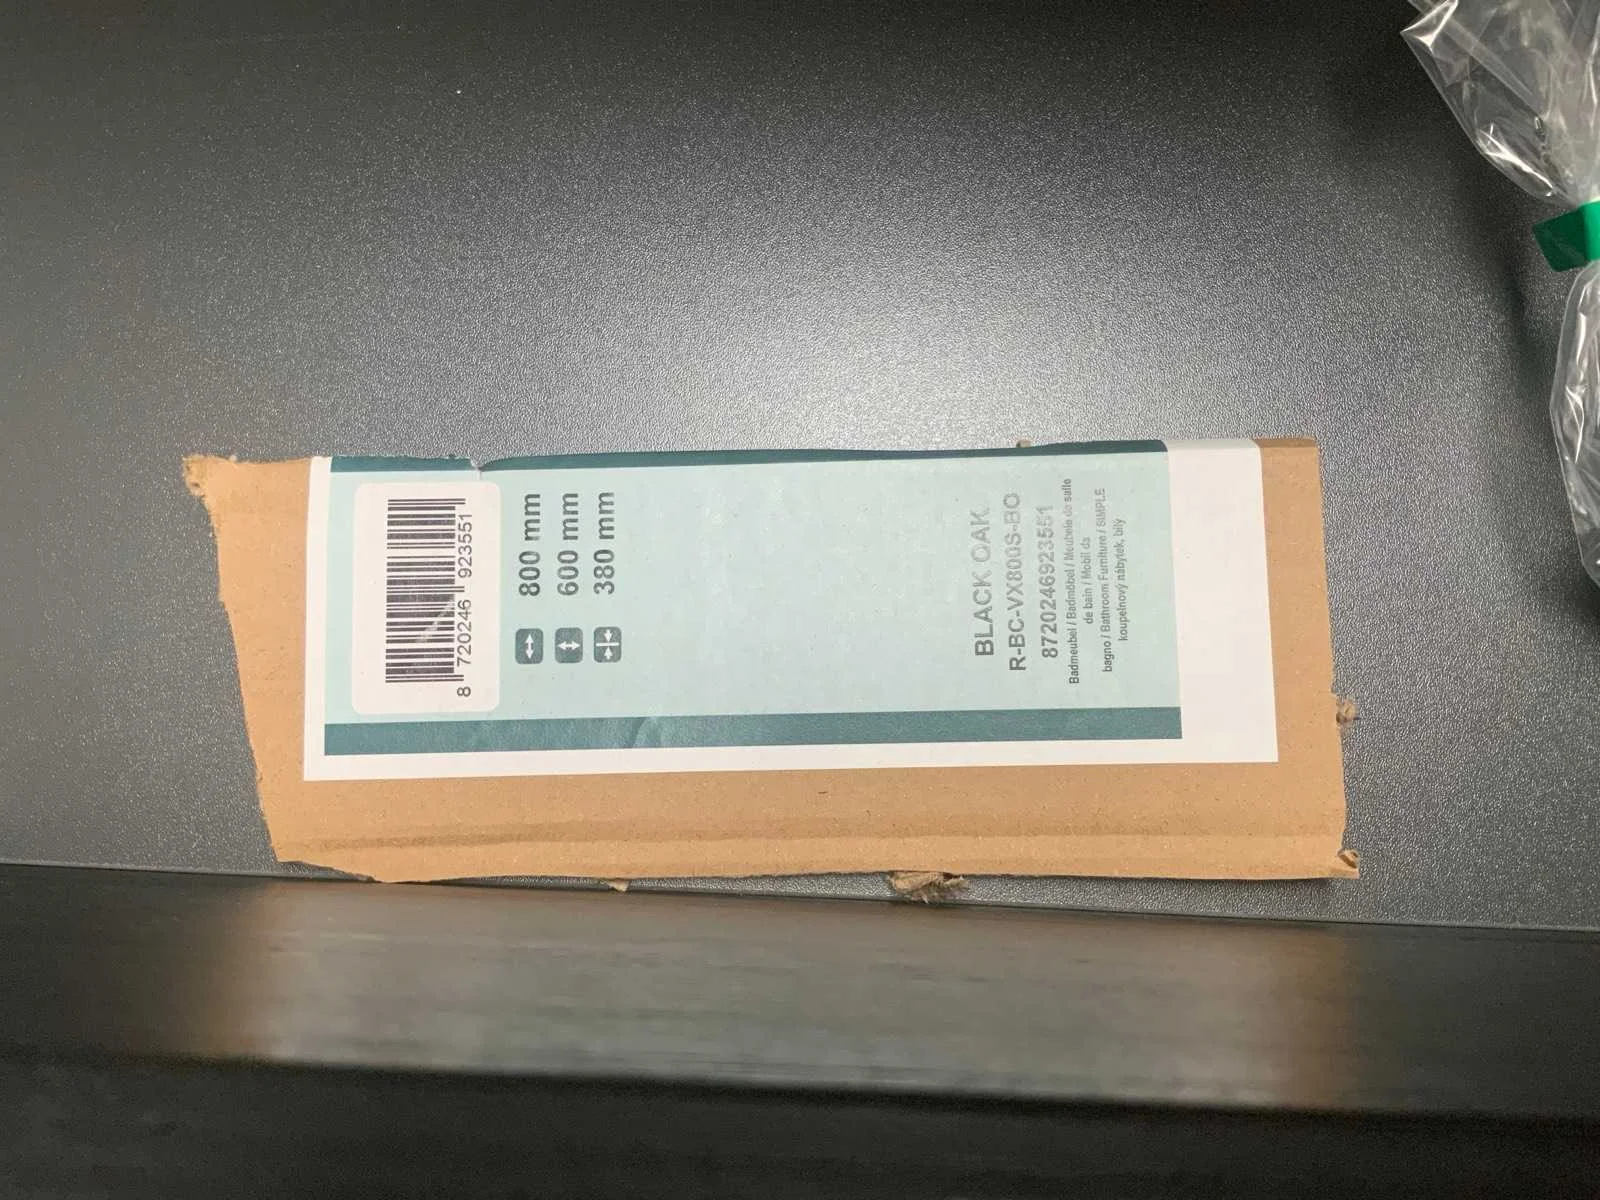 8 720246 923551
800 mm
600 mm
380 mm
BLACK OAK
R-BC-VX800S-BO
8720246923551
Badmeubel / Badmöbel / Meubele de salle
de bain / Mobil da
bagno / Bathroom Furniture / SIMPLE
koupelnový nábytek, bílý